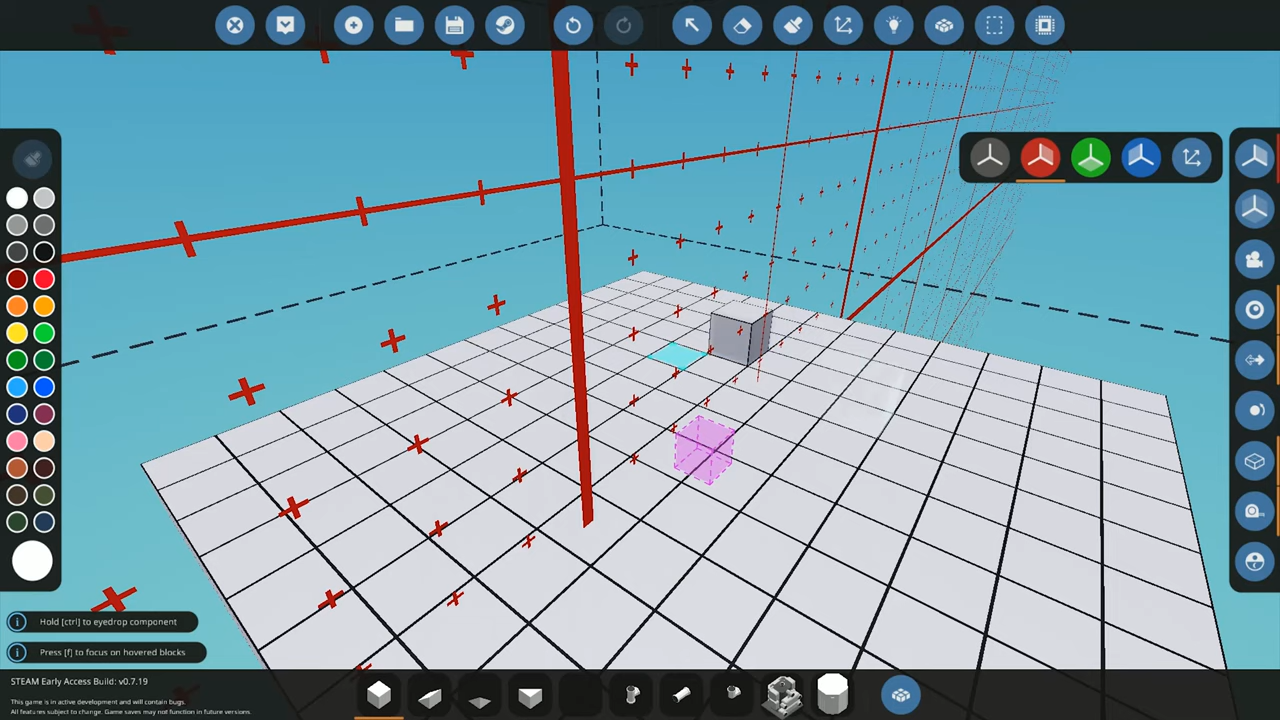 Hold [ctrl] to eyedrop component
Press [f] to focus on hovered blocks
STEAM Early Access Build: v0.7.19
This game is in active development and will contain bugs.
All features subject to change. Game saves may not function in future versions.